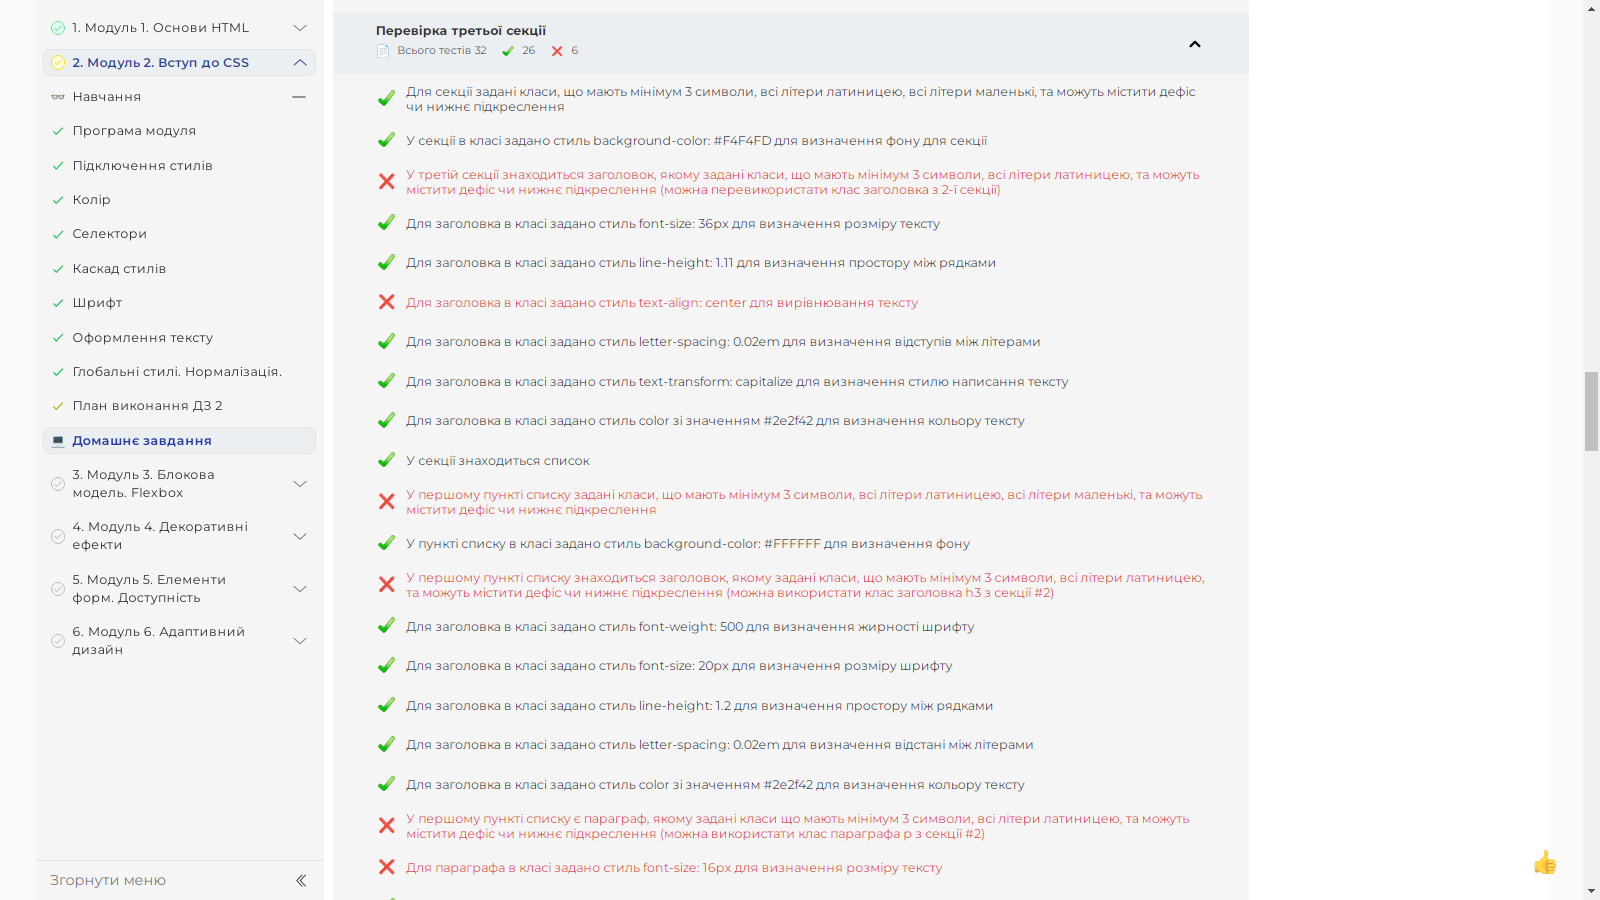 1. Модуль 1. Основи HTML
2. Модуль 2. Вступ до CSS
Навчання
Програма модуля
Підключення стилів
Колір
Селектори
Каскад стилів
Шрифт
Оформлення тексту
Глобальні стилі. Нормалізація.
План виконання ДЗ 2
Домашнє завдання
3. Модуль 3. Блокова
модель. Flexbox
4. Модуль 4. Декоративні
ефекти
5. Модуль 5. Елементи
форм. Доступність
6. Модуль 6. Адаптивний
дизайн
Згорнути меню
Перевірка третьої секції
Всього тестів 32 26 6
Для секції задані класи, що мають мінімум 3 символи, всі літери латиницею, всі літери маленькі, та можуть містити дефіс
чи нижнє підкреслення
У секції в класі задано стиль background-color: #F4F4FD для визначення фону для секції
У третій секції знаходиться заголовок, якому задані класи, що мають мінімум 3 символи, всі літери латиницею, та можуть
містити дефіс чи нижнє підкреслення (можна перевикористати клас заголовка з 2-ї секції)
Для заголовка в класі задано стиль font-size: 36px для визначення розміру тексту
Для заголовка в класі задано стиль line-height: 1.11 для визначення простору між рядками
Для заголовка в класі задано стиль text-align: center для вирівнювання тексту
Для заголовка в класі задано стиль letter-spacing: 0.02em для визначення відступів між літерами
Для заголовка в класі задано стиль text-transform: capitalize для визначення стилю написання тексту
Для заголовка в класі задано стиль color зі значенням #2e2f42 для визначення кольору тексту
У секції знаходиться список
У першому пункті списку задані класи, що мають мінімум 3 символи, всі літери латиницею, всі літери маленькі, та можуть
містити дефіс чи нижнє підкреслення
У пункті списку в класі задано стиль background-color: #FFFFFF для визначення фону
У першому пункті списку знаходиться заголовок, якому задані класи, що мають мінімум 3 символи, всі літери латиницею,
та можуть містити дефіс чи нижнє підкреслення (можна використати клас заголовка h3 з секції #2)
Для заголовка в класі задано стиль font-weight: 500 для визначення жирності шрифту
Для заголовка в класі задано стиль font-size: 20px для визначення розміру шрифту
Для заголовка в класі задано стиль line-height: 1.2 для визначення простору між рядками
Для заголовка в класі задано стиль letter-spacing: 0.02em для визначення відстані між літерами
Для заголовка в класі задано стиль color зі значенням #2e2f42 для визначення кольору тексту
У першому пункті списку є параграф, якому задані класи що мають мінімум 3 символи, всі літери латиницею, та можуть
містити дефіс чи нижнє підкреслення (можна використати клас параграфа p з секції #2)
Для параграфа в класі задано стиль font-size: 16px для визначення розміру тексту